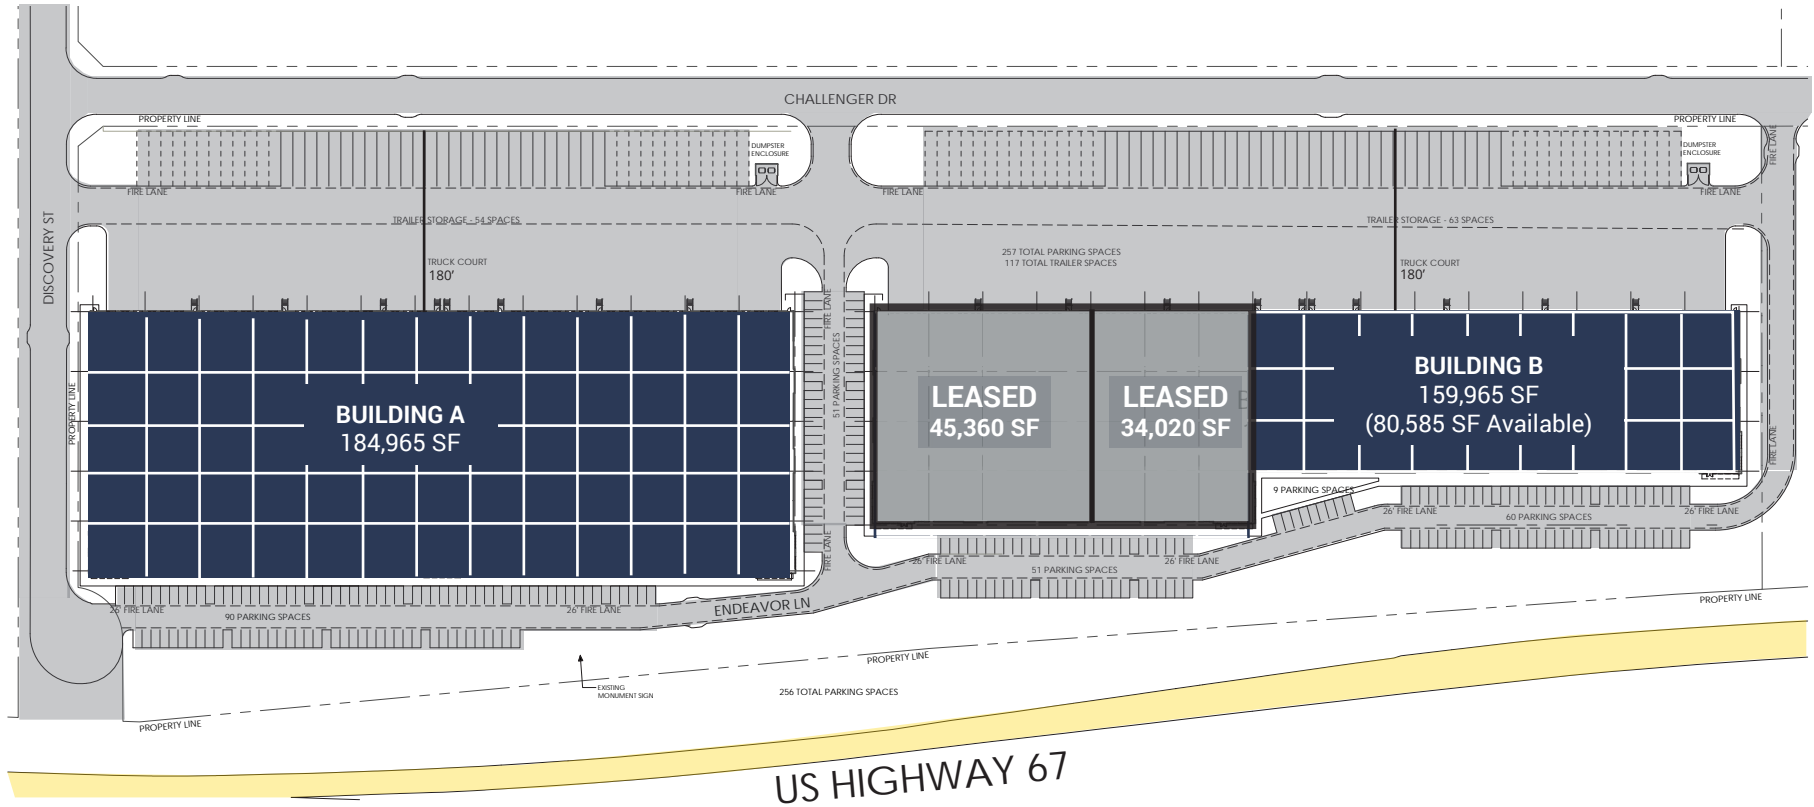 CHALLENGER DR
PROPERTY LINE
PROPERTY LINE
DUMPSTER
ENCLOSURE
DUMPSTER
ENCLOSURE
FIRE LANE
FIRE LANE
FIRE LANE
FIRE LANE
FIRE LANE
DISCOVERY ST
TRAILER STORAGE - 54 SPACES
TRAILER STORAGE - 63 SPACES
257 TOTAL PARKING SPACES
117 TOTAL TRAILER SPACES
TRUCK COURT
180'
TRUCK COURT
180'
FIRE LANE
51 PARKING SPACES
FIRE LANE
PROPERTY LINE
BUILDING A
184,965 SF
LEASED
45,360 SF
LEASED
34,020 SF
BUILDING B
159,965 SF
(80,585 SF Available)
FIRE LANE
9 PARKING SPACES
26' FIRE LANE
60 PARKING SPACES
26' FIRE LANE
26' FIRE LANE
51 PARKING SPACES
26' FIRE LANE
26' FIRE LANE
90 PARKING SPACES
26' FIRE LANE
ENDEAVOR LN
PROPERTY LINE
PROPERTY LINE
EXISTING
MONUMENT SIGN
256 TOTAL PARKING SPACES
PROPERTY LINE
US HIGHWAY 67